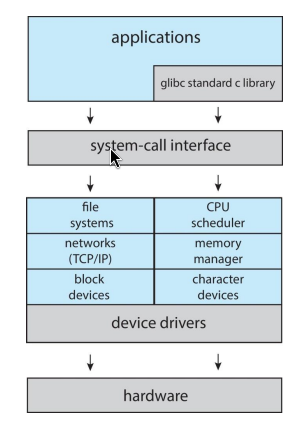 applications
glibc standard c library
system-call interface
file
systems
CPU
scheduler
networks
(TCP/IP)
memory
manager
block
devices
character
devices
device drivers
hardware